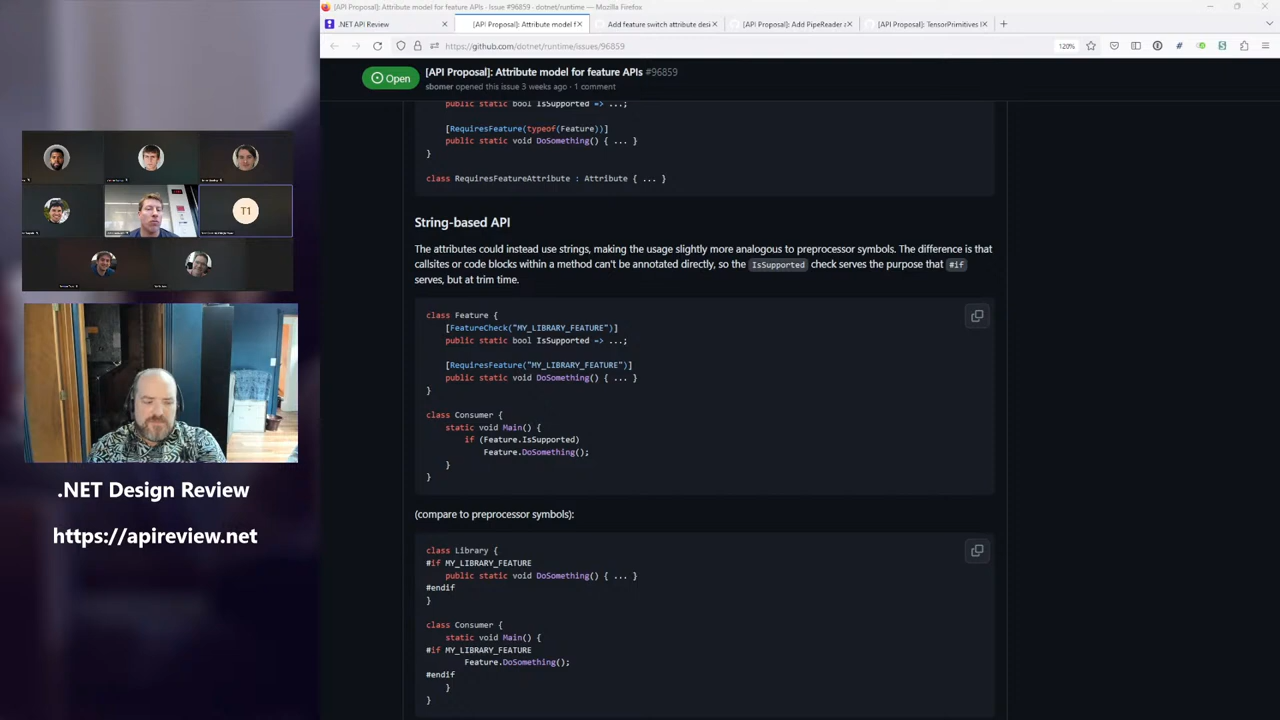 [API Proposal]: Attribute model for feature APIs · Issue #96859 · dotnet/runtime — Mozilla Firefox
.NET API Review
[API Proposal]: Attribute model f
Add feature switch attribute desi
[API Proposal]: Add PipeReader a
[API Proposal]: TensorPrimitives I
https://github.com/dotnet/runtime/issues/96859
120%
Open
[API Proposal]: Attribute model for feature APIs #96859
sbomer opened this issue 3 weeks ago · 1 comment
public static bool IsSupported => ...;
[RequiresFeature(typeof(Feature))]
public static void DoSomething() { ... }
}
class RequiresFeatureAttribute : Attribute { ... }
String-based API
The attributes could instead use strings, making the usage slightly more analogous to preprocessor symbols. The difference is that
callsites or code blocks within a method can't be annotated directly, so the IsSupported check serves the purpose that #if
serves, but at trim time.
class Feature {
[FeatureCheck("MY_LIBRARY_FEATURE")]
public static bool IsSupported => ...;
[RequiresFeature("MY_LIBRARY_FEATURE")]
public static void DoSomething() { ... }
}
class Consumer {
static void Main() {
if (Feature.IsSupported)
Feature.DoSomething();
}
}
(compare to preprocessor symbols):
class Library {
#if MY_LIBRARY_FEATURE
public static void DoSomething() { ... }
#endif
}
class Consumer {
static void Main() {
#if MY_LIBRARY_FEATURE
Feature.DoSomething();
#endif
}
}
T1
.NET Design Review
https://apireview.net